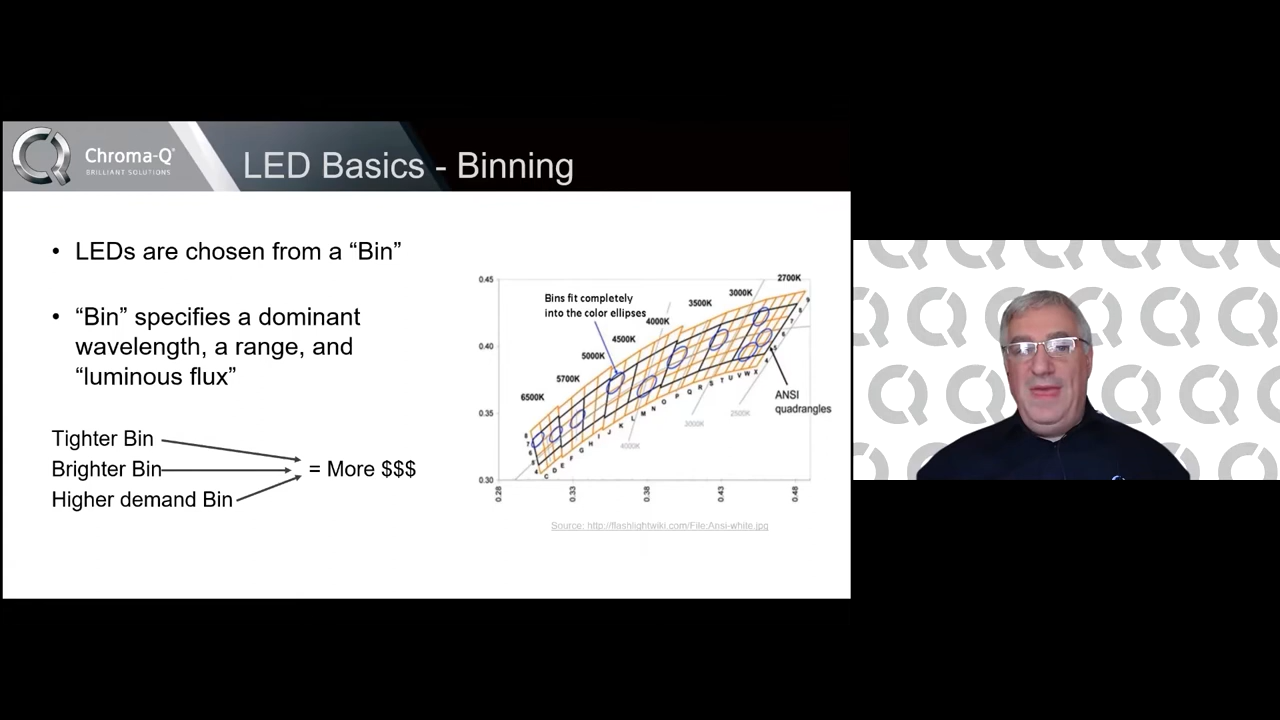 Chroma-Q®
BRILLIANT SOLUTIONS
LED Basics - Binning
• LEDs are chosen from a “Bin”
• “Bin” specifies a dominant
wavelength, a range, and
“luminous flux”
Tighter Bin
Brighter Bin
Higher demand Bin
= More $$$
Bins fit completely
into the color ellipses
2700K
3000K
3500K
4000K
4500K
5000K
5700K
6500K
ANSI
quadrangles
2500K
3000K
4000K
0.45
0.40
0.35
0.30
0.28
0.33
0.38
0.43
0.48
C D E F G H I J K L M N O P Q R S T U V W X
Source: http://flashlightwiki.com/File:Ansi-white.jpg